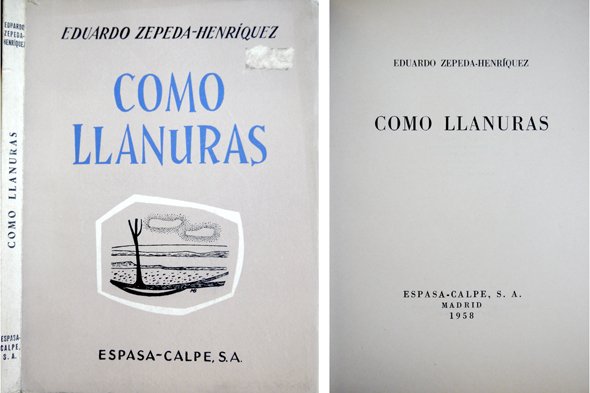 EDUARDO
ZEPEDA-
HENRÍQUEZ
COMO LLANURAS
ESPASA-
CALPE,
S. A.
EDUARDO ZEPEDA-HENRÍQUEZ
COMO
LLANURAS
ESPASA-CALPE, S.A.
EDUARDO ZEPEDA-HENRÍQUEZ
COMO LLANURAS
ESPASA-CALPE, S. A.
MADRID
1958